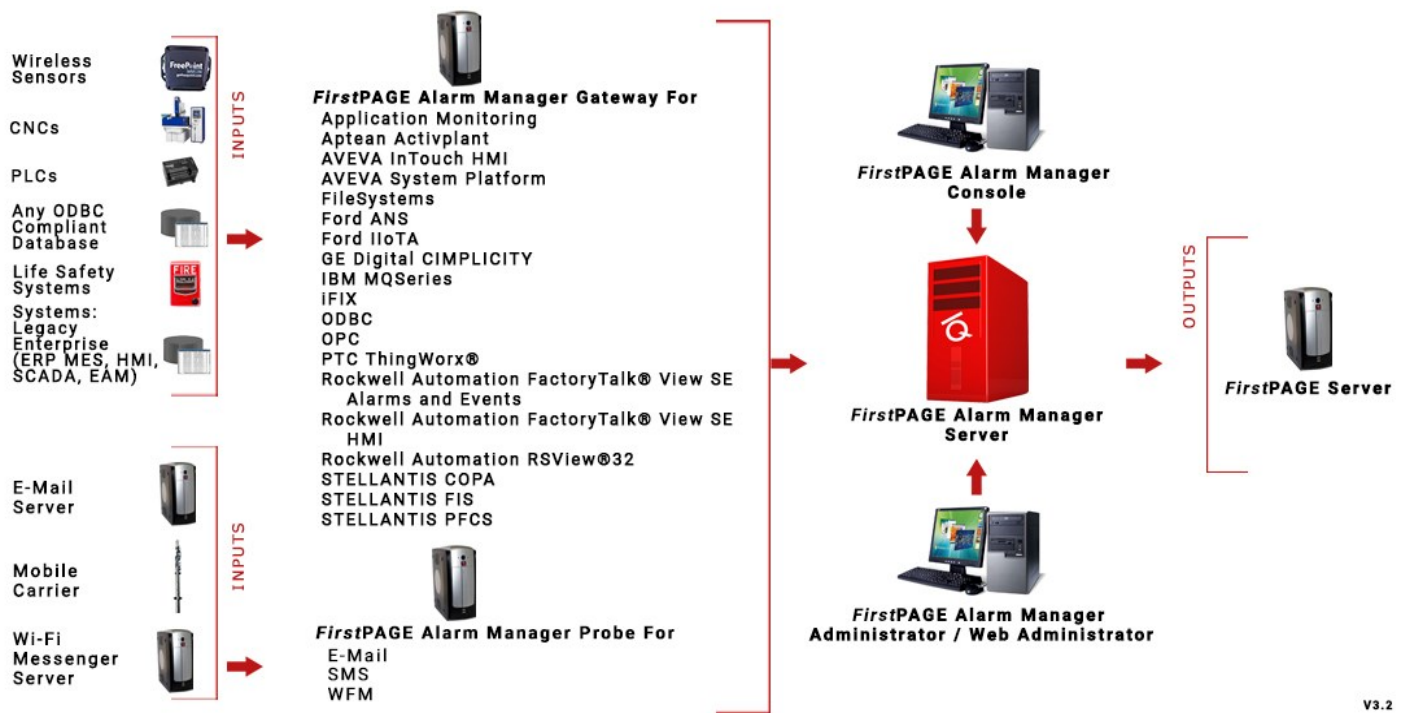 Wireless
Sensors
FreePoint
CNCs
PLCs
Any ODBC
Compliant
Database
Life Safety
Systems
FIRE
Systems:
Legacy
Enterprise
(ERP MES, HMI,
SCADA, EAM)
INPUTS
E-Mail
Server
Mobile
Carrier
Wi-Fi
Messenger
Server
INPUTS
FirstPAGE Alarm Manager Gateway For
Application Monitoring
Aptean Activplant
AVEVA InTouch HMI
AVEVA System Platform
FileSystems
Ford ANS
Ford IIoTA
GE Digital CIMPLICITY
IBM MQSeries
iFIX
ODBC
OPC
PTC ThingWorx®
Rockwell Automation FactoryTalk® View SE
Alarms and Events
Rockwell Automation FactoryTalk® View SE
HMI
Rockwell Automation RSView®32
STELLANTIS COPA
STELLANTIS FIS
STELLANTIS PFCS
FirstPAGE Alarm Manager Probe For
E-Mail
SMS
WFM
FirstPAGE Alarm Manager
Console
IQ
FirstPAGE Alarm Manager
Server
FirstPAGE Alarm Manager
Administrator / Web Administrator
OUTPUTS
FirstPAGE Server
V3.2